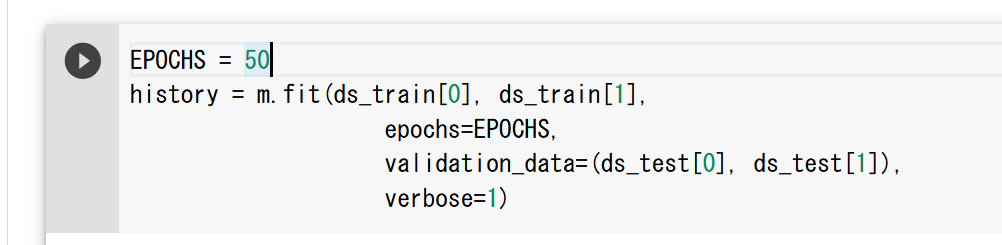 EPOCHS = 50
history = m.fit(ds_train[0], ds_train[1],
                epochs=EPOCHS,
                validation_data=(ds_test[0], ds_test[1]),
                verbose=1)